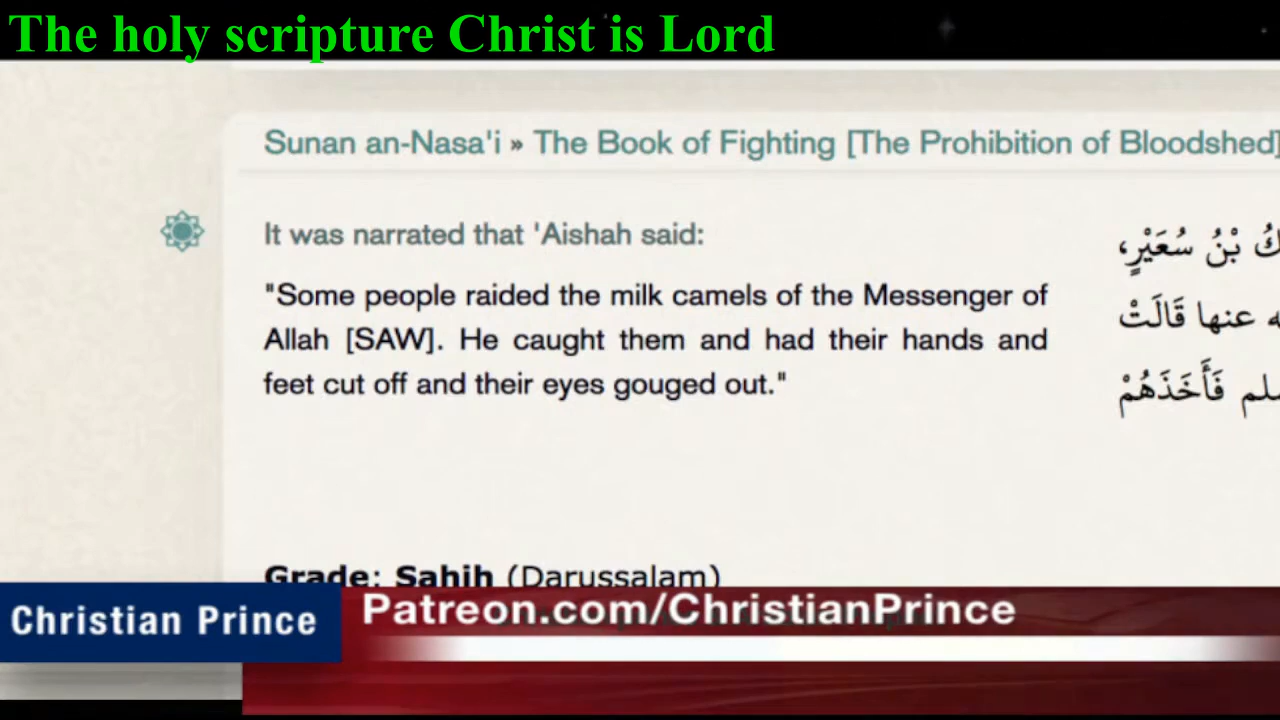 The holy scripture Christ is Lord
Sunan an-Nasa'i » The Book of Fighting [The Prohibition of Bloodshed]
It was narrated that 'Aishah said:
"Some people raided the milk camels of the Messenger of
Allah [SAW]. He caught them and had their hands and
feet cut off and their eyes gouged out."
بْنُ سُعَيْرٍ،
عنها قَالَتْ
فَأَخَذَهُمْ
Grade: Sahih (Darussalam)
Christian Prince
Patreon.com/ChristianPrince